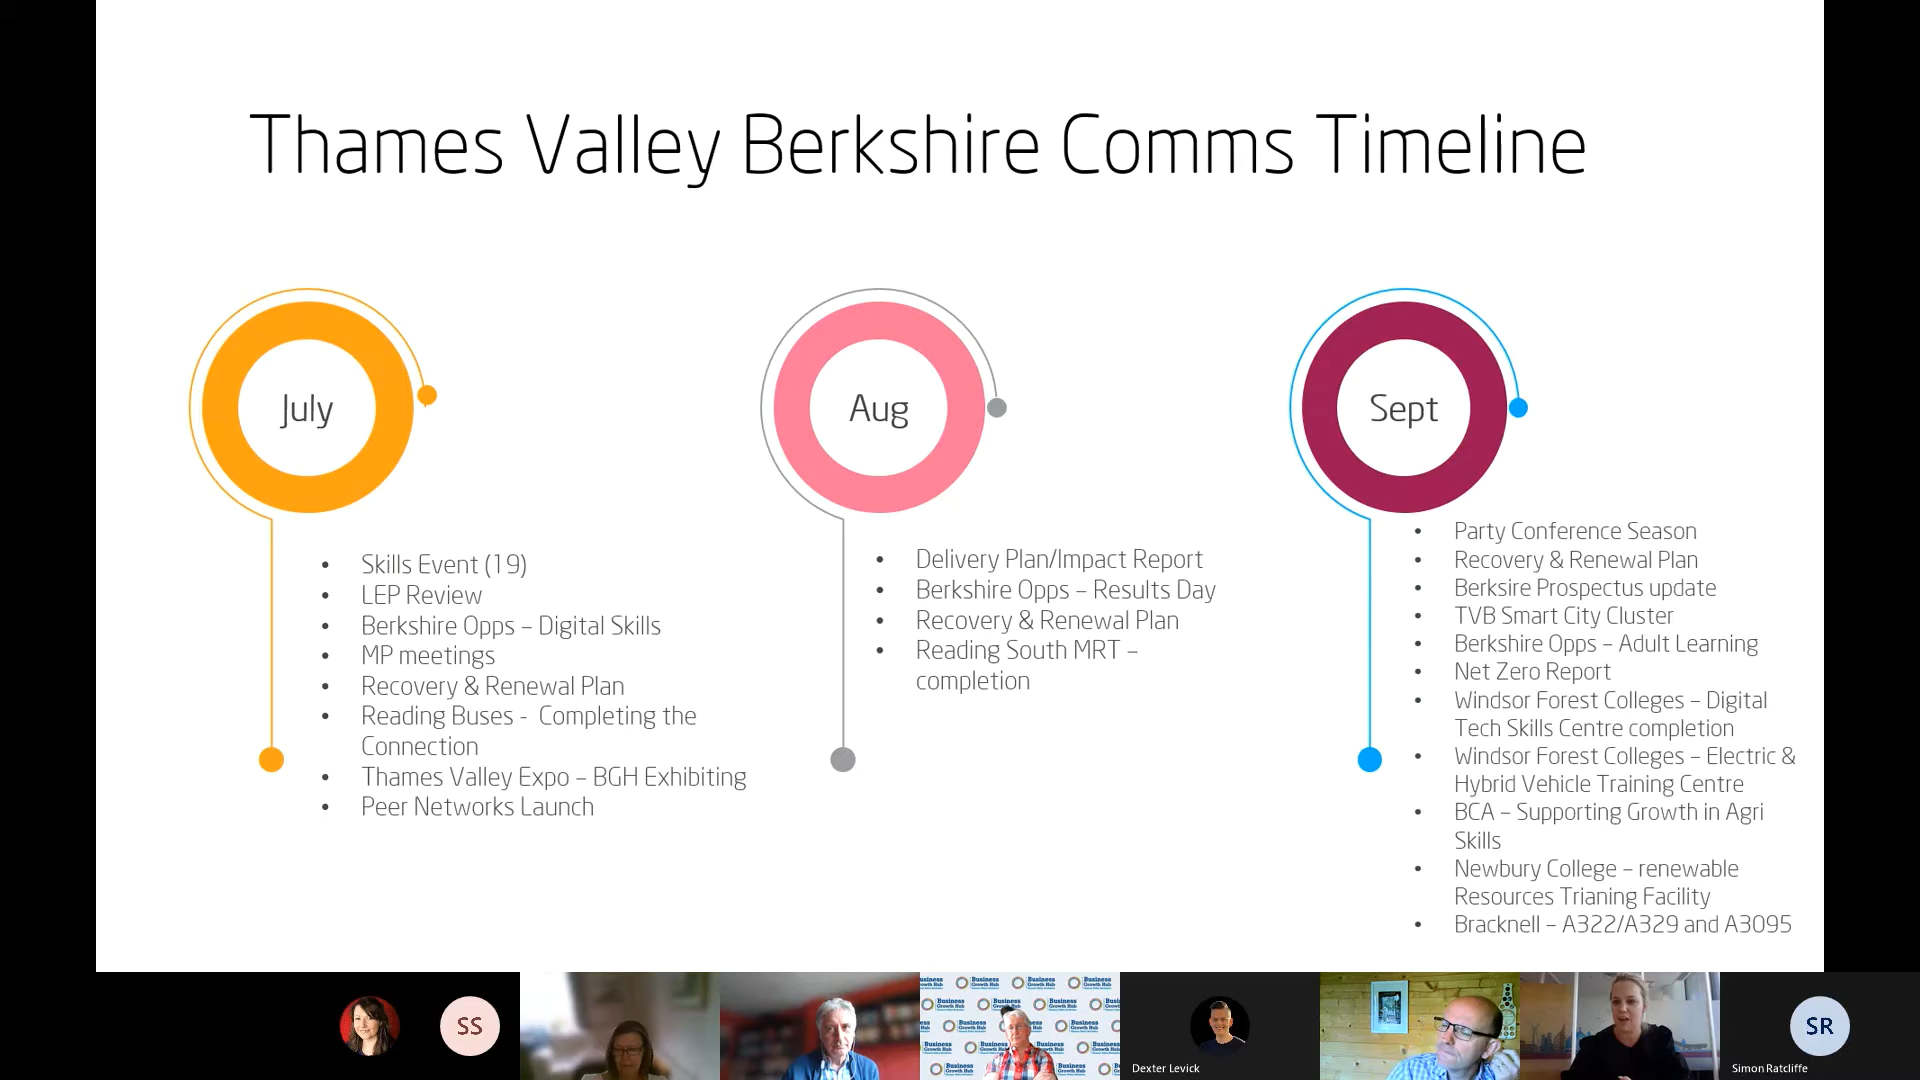 Thames Valley Berkshire Comms Timeline
July
Aug
Sept
• Skills Event (19)
• LEP Review
• Berkshire Opps – Digital Skills
• MP meetings
• Recovery & Renewal Plan
• Reading Buses - Completing the
Connection
• Thames Valley Expo – BGH Exhibiting
• Peer Networks Launch
• Delivery Plan/Impact Report
• Berkshire Opps – Results Day
• Recovery & Renewal Plan
• Reading South MRT –
completion
• Party Conference Season
• Recovery & Renewal Plan
• Berksire Prospectus update
• TVB Smart City Cluster
• Berkshire Opps – Adult Learning
• Net Zero Report
• Windsor Forest Colleges – Digital
Tech Skills Centre completion
• Windsor Forest Colleges – Electric &
Hybrid Vehicle Training Centre
• BCA – Supporting Growth in Agri
Skills
• Newbury College – renewable
Resources Trianing Facility
• Bracknell – A322/A329 and A3095
SS
Business
Growth Hub
Dexter Levick
SR
Simon Ratcliffe